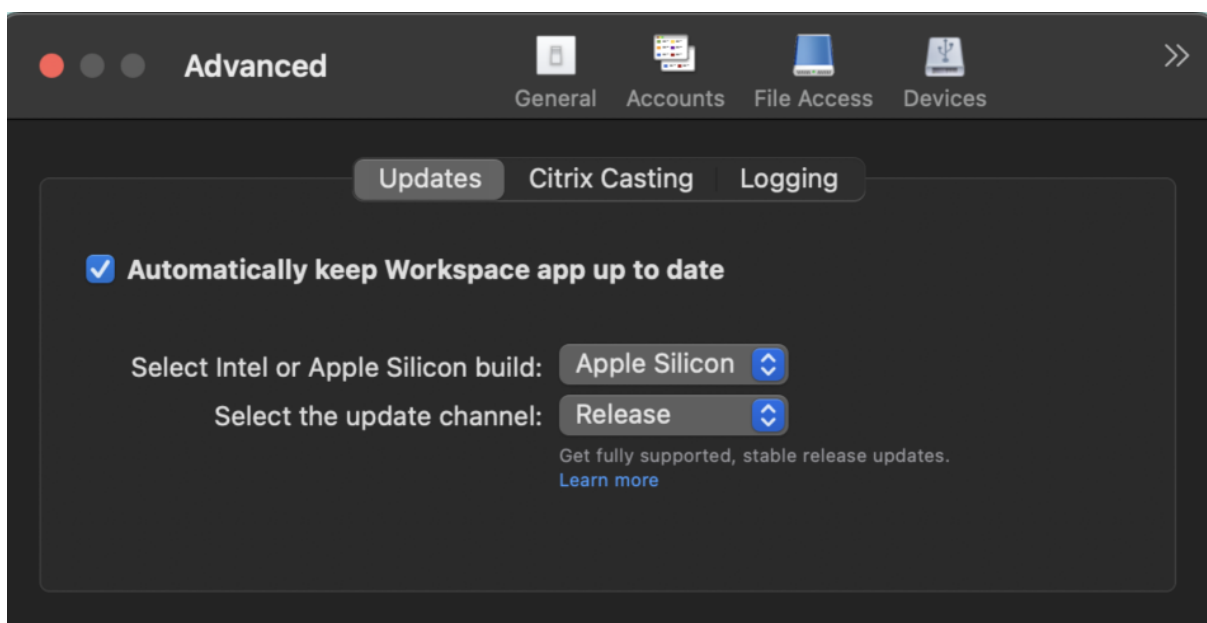 Advanced
General Accounts File Access Devices
Updates Citrix Casting Logging
Automatically keep Workspace app up to date
Select Intel or Apple Silicon build: Apple Silicon
Select the update channel: Release
Get fully supported, stable release updates.
Learn more